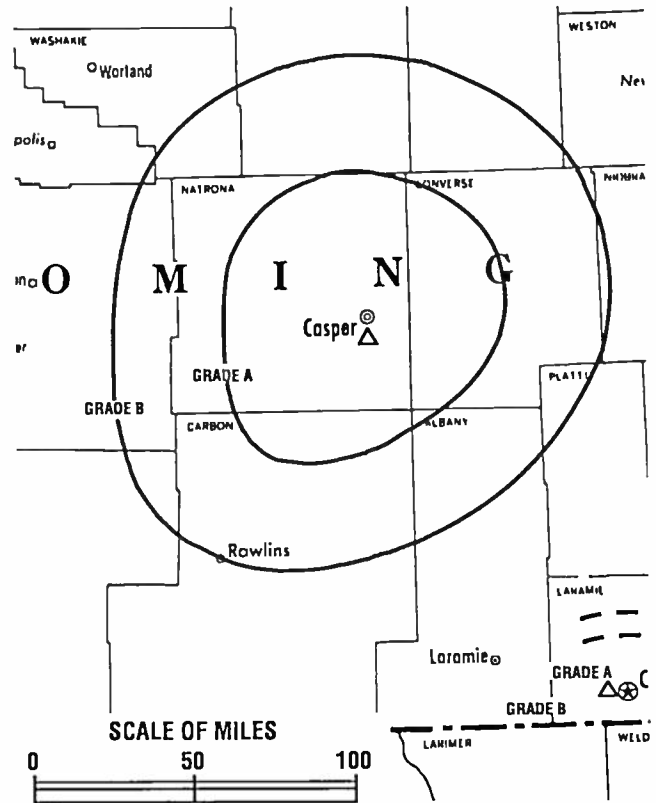 WASHAKIE
WESTON
Worland
New
polis
NATRONA
CONVERSE
O M I N G
Casper
GRADE A
PLATTE
GRADE B
CARBON
ALBANY
Rawlins
LARAMIE
Laramie
GRADE A
C
GRADE B
SCALE OF MILES
LARIMER
WELD
0 50 100